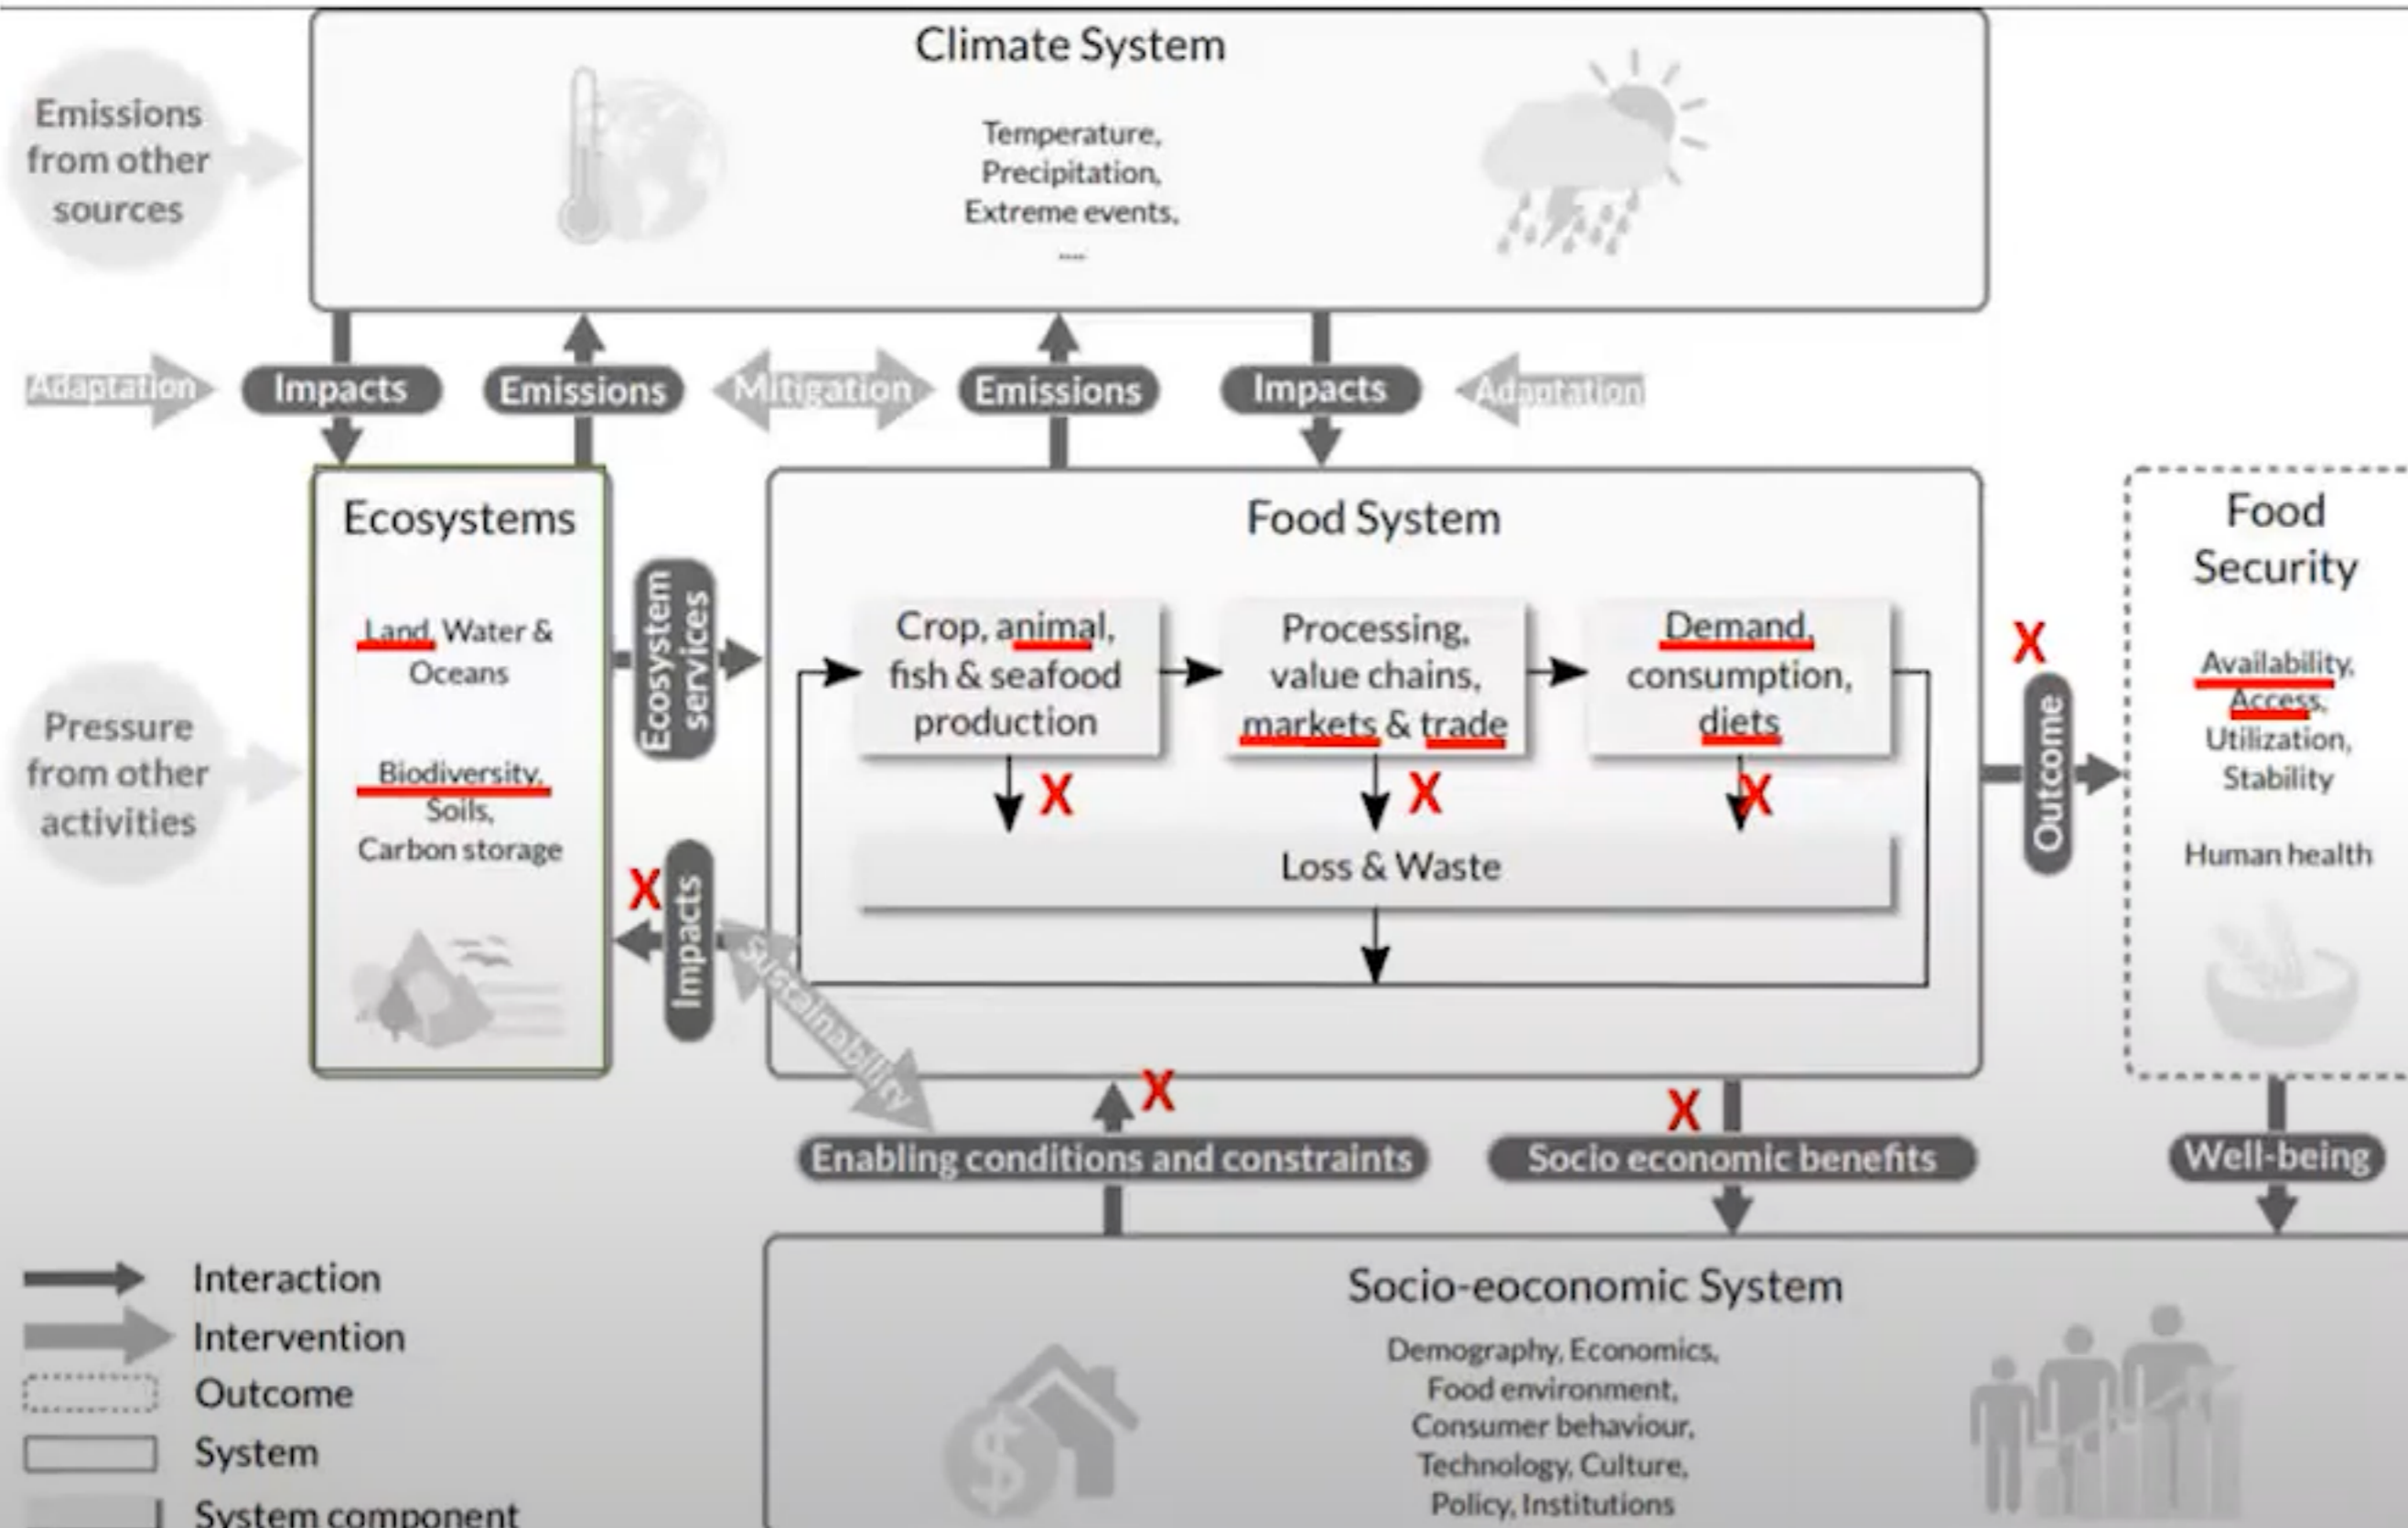 Climate System
Temperature,
Precipitation,
Extreme events,
....
Emissions
from other
sources
Adaptation
Impacts
Emissions
Mitigation
Emissions
Impacts
Adaptation
Ecosystems
Land, Water &
Oceans
Biodiversity,
Soils,
Carbon storage
Pressure
from other
activities
Ecosystem
services
Impacts
X
Sustainability
Food System
Crop, animal,
fish & seafood
production
Processing,
value chains,
markets & trade
Demand,
consumption,
diets
X
X
X
Loss & Waste
X
Outcome
Food
Security
Availability,
Access,
Utilization,
Stability
Human health
X
X
Enabling conditions and constraints
Socio economic benefits
Well-being
Socio-eoconomic System
Demography, Economics,
Food environment,
Consumer behaviour,
Technology, Culture,
Policy, Institutions
$
Interaction
Intervention
Outcome
System
System component